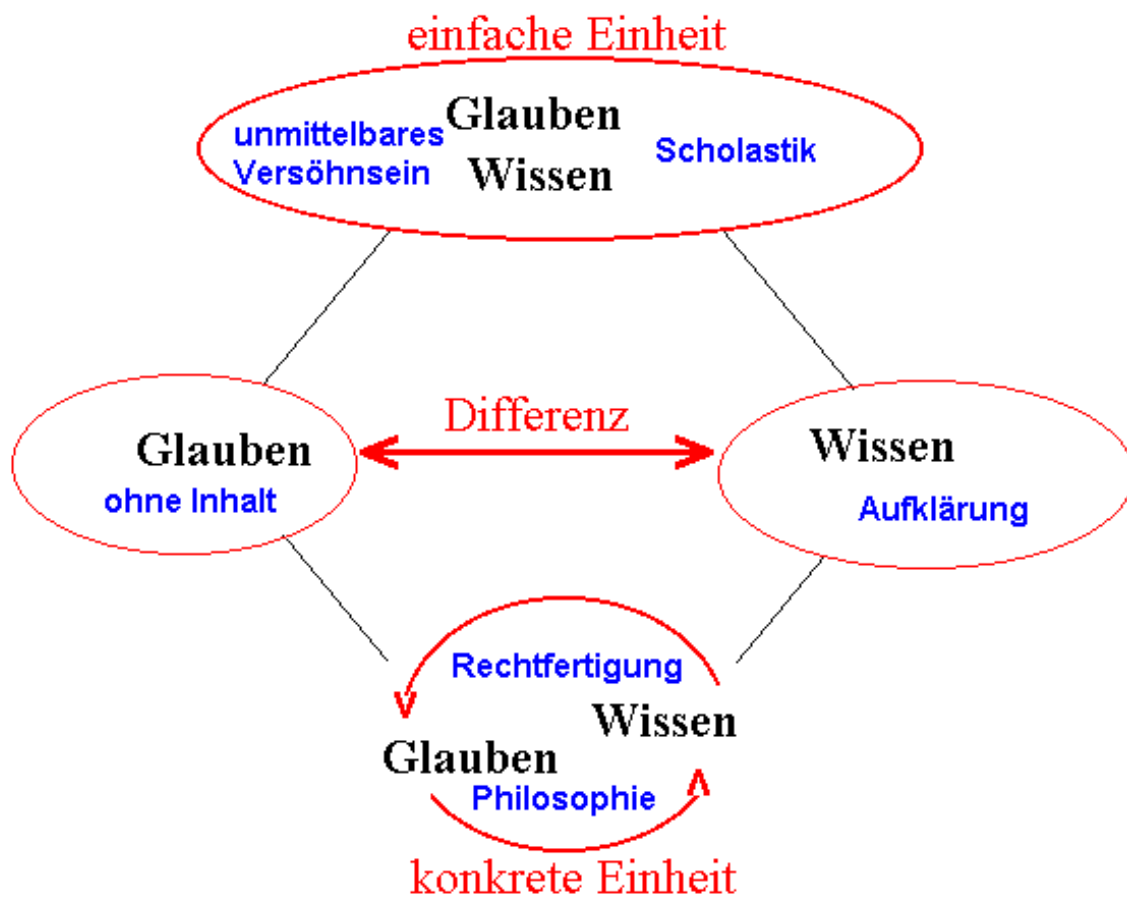 einfache Einheit
Glauben
unmittelbares
Versöhnsein
Wissen
Scholastik
Differenz
Glauben
ohne Inhalt
Wissen
Aufklärung
Rechtfertigung
Wissen
Glauben
Philosophie
konkrete Einheit